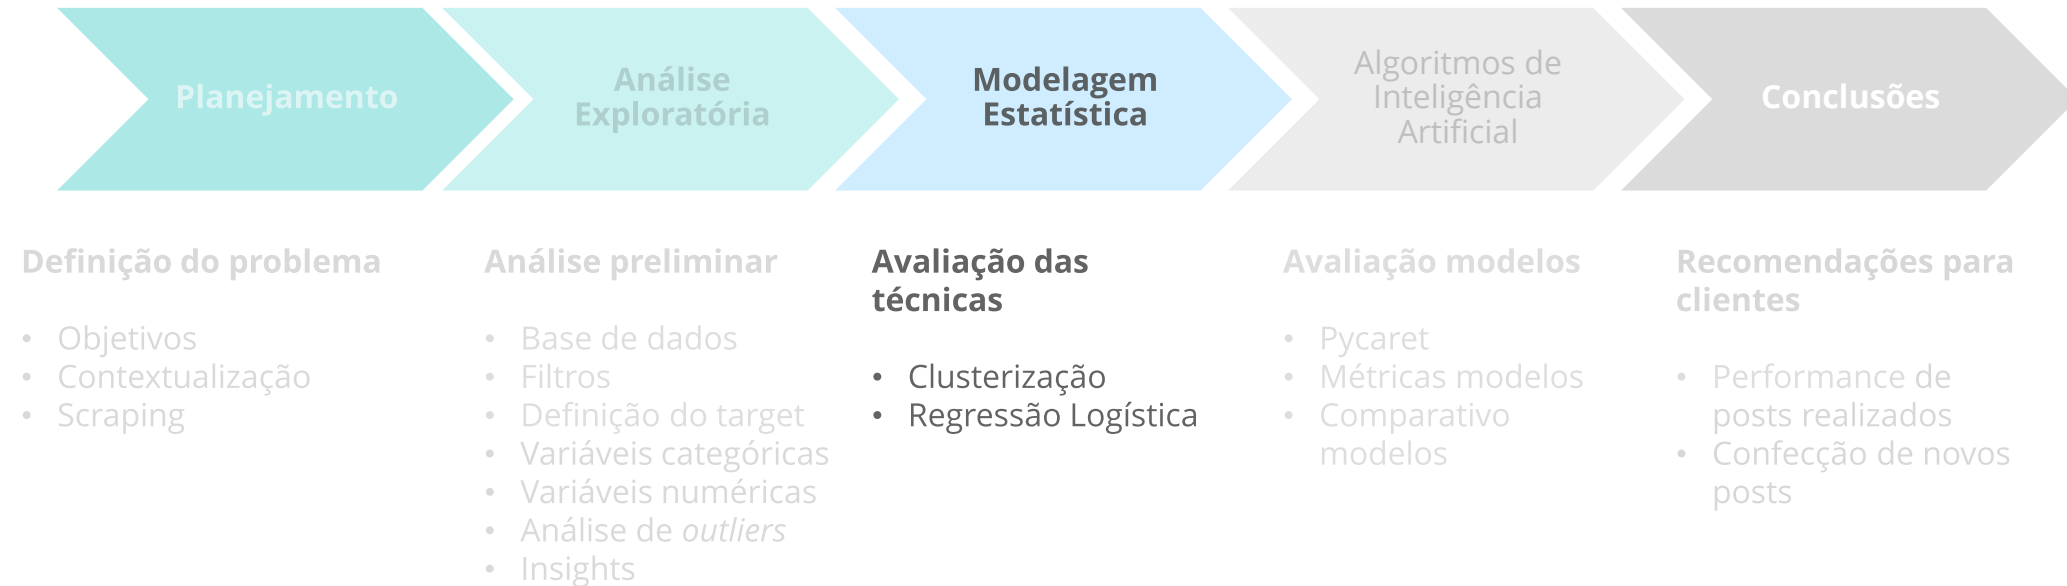 Planejamento
Análise
Exploratória
Modelagem
Estatística
Algoritmos de
Inteligência
Artificial
Conclusões
Definição do problema
• Objetivos
• Contextualização
• Scraping
Análise preliminar
• Base de dados
• Filtros
• Definição do target
• Variáveis categóricas
• Variáveis numéricas
• Análise de outliers
• Insights
Avaliação das
técnicas
• Clusterização
• Regressão Logística
Avaliação modelos
• Pycaret
• Métricas modelos
• Comparativo
modelos
Recomendações para
clientes
• Performance de
posts realizados
• Confecção de novos
posts